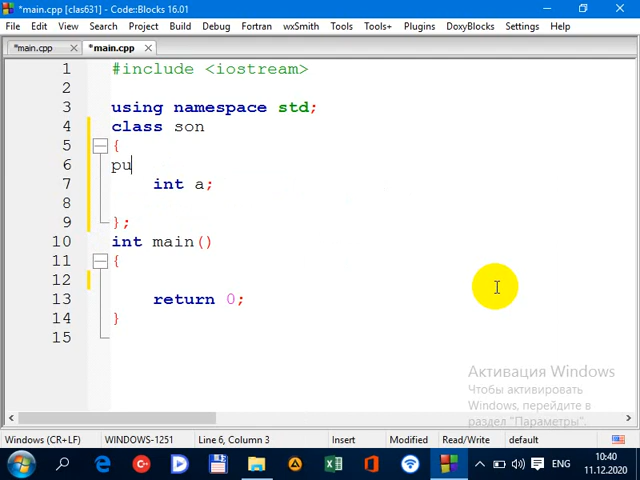 *main.cpp [clas631] - Code::Blocks 16.01
File Edit View Search Project Build Debug Fortran wxSmith Tools Tools+ Plugins DoxyBlocks Settings Help
*main.cpp *main.cpp
1 #include <iostream>
2
3 using namespace std;
4 class son
5 {
6 pu
7 int a;
8
9 };
10 int main()
11 {
12
13 return 0;
14 }
15
Активация Windows
Чтобы активировать
Windows, перейдите в
раздел "Параметры".
Windows (CR+LF) WINDOWS-1251 Line 6, Column 3 Insert Modified Read/Write default
10:40
ENG
11.12.2020